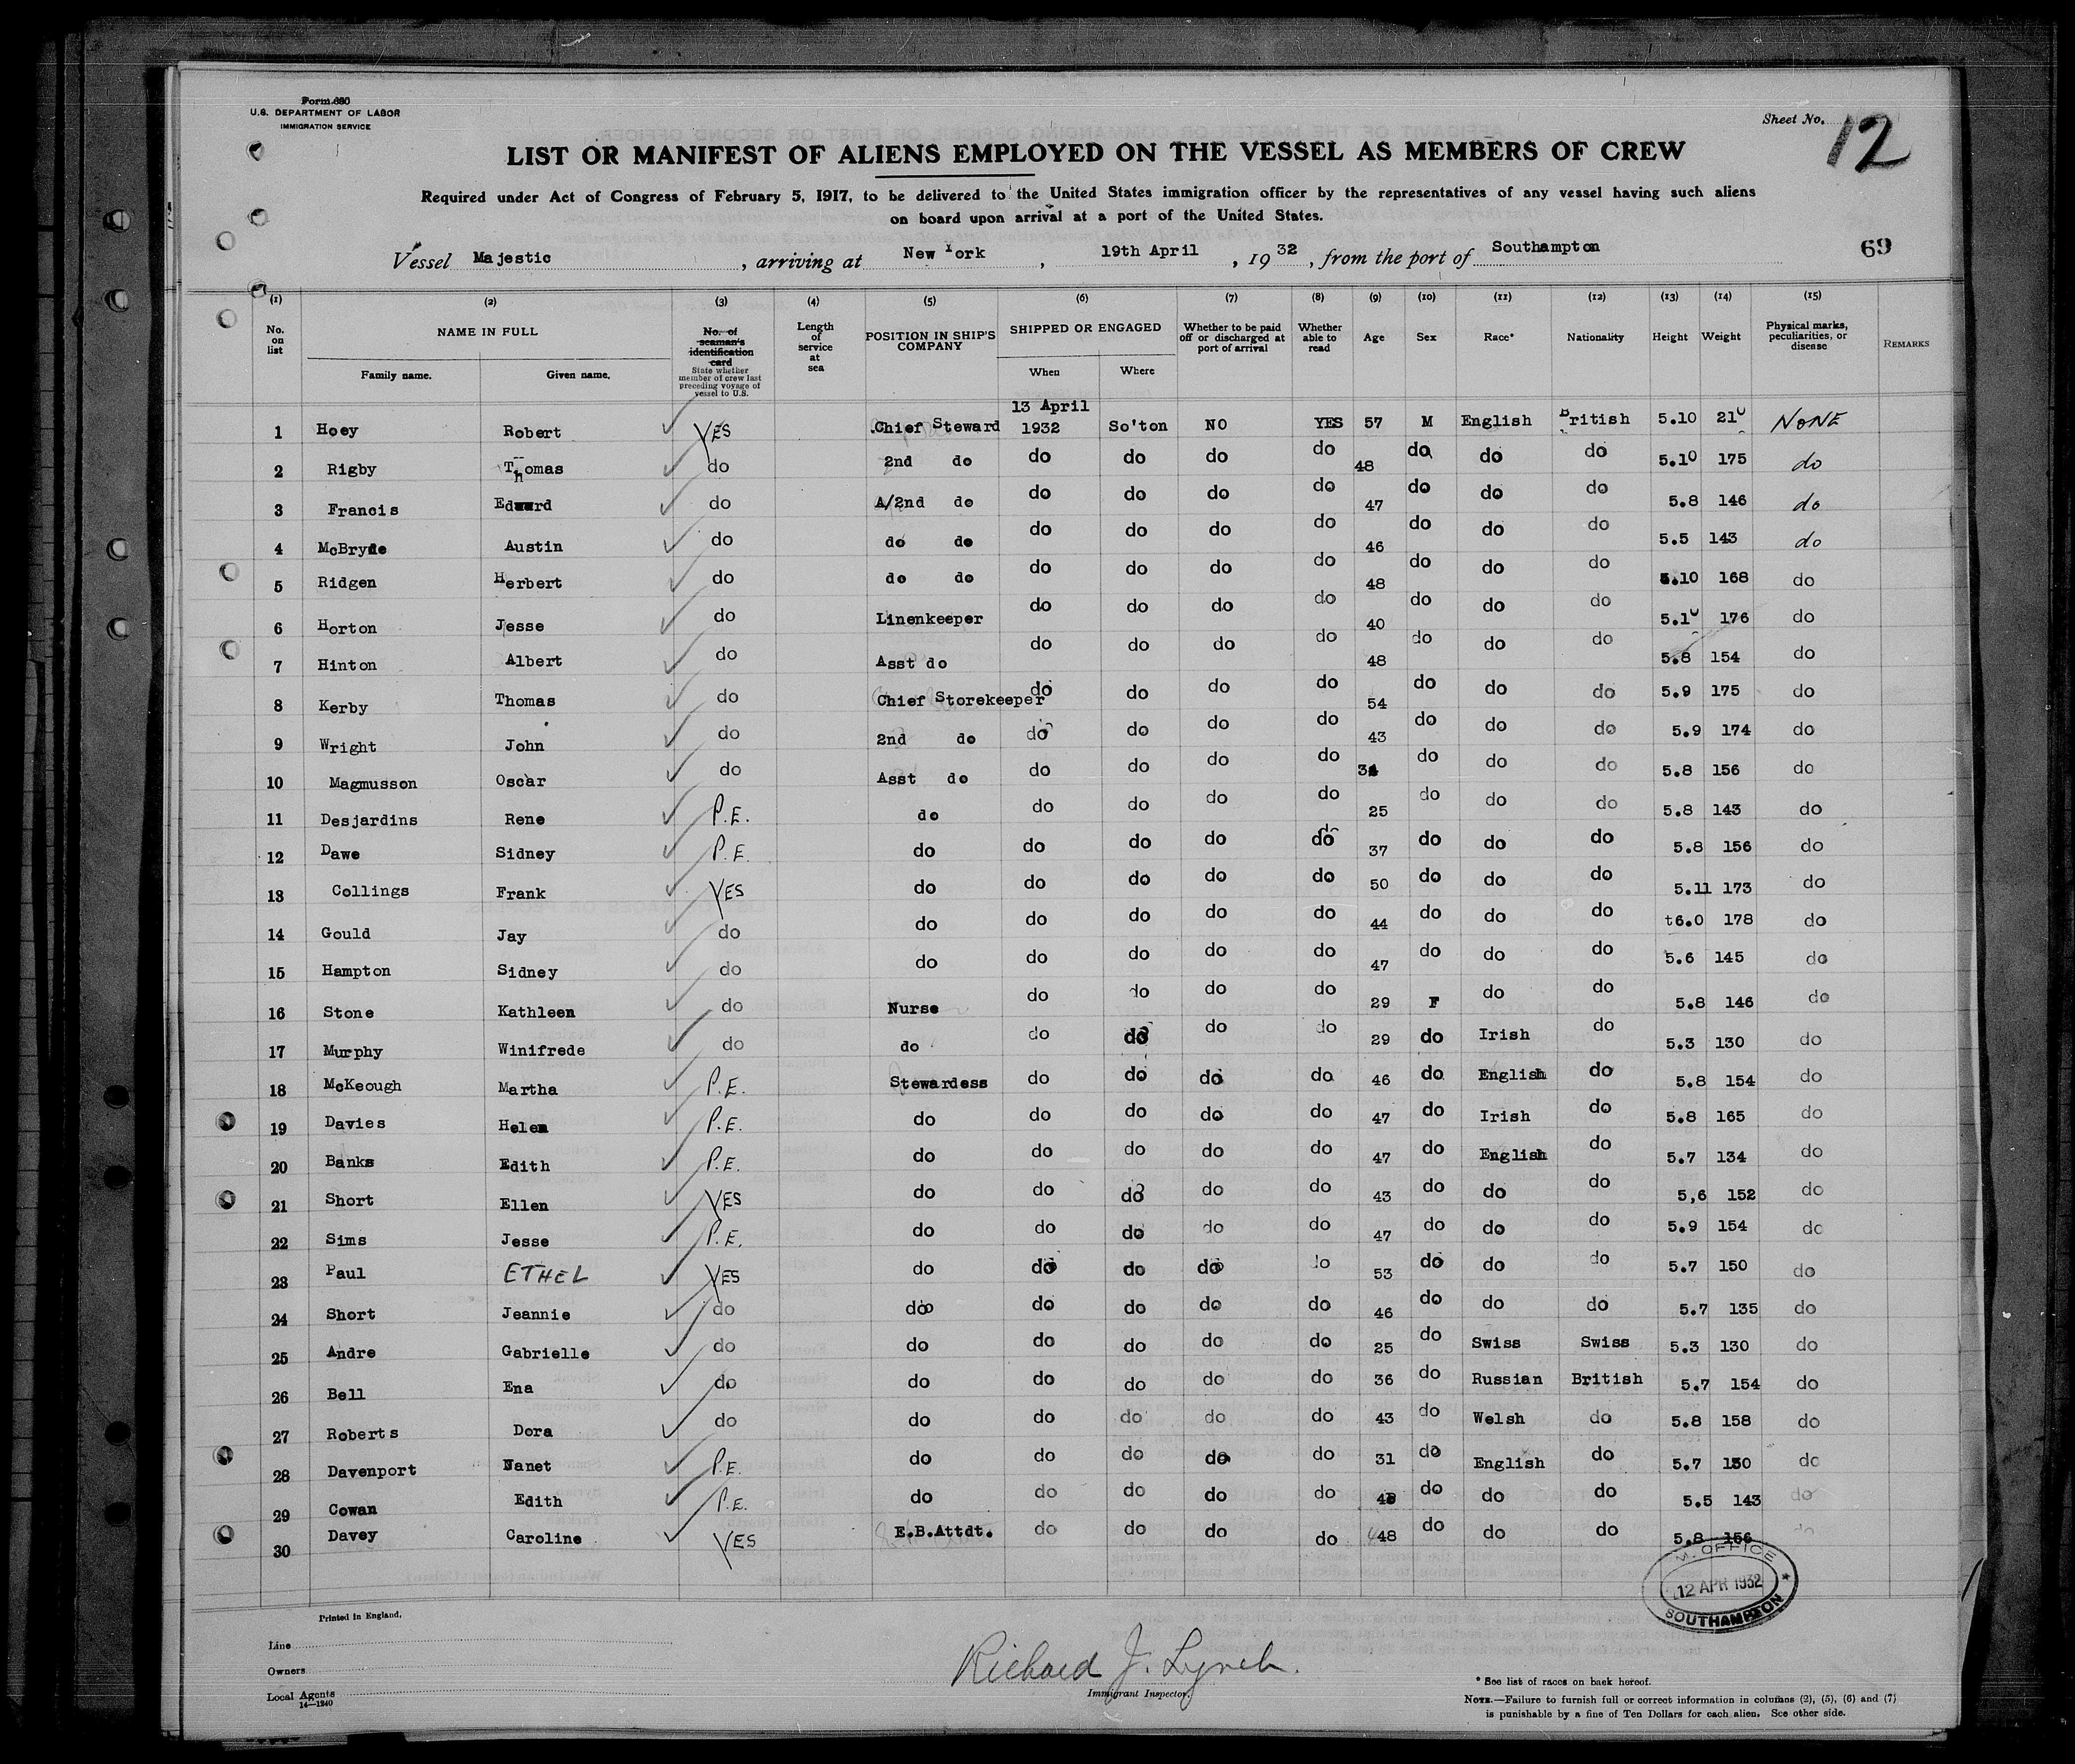 Form 680
U.S. DEPARTMENT OF LABOR
IMMIGRATION SERVICE
Sheet No. 12
LIST OR MANIFEST OF ALIENS EMPLOYED ON THE VESSEL AS MEMBERS OF CREW
Required under Act of Congress of February 5, 1917, to be delivered to the United States immigration officer by the representatives of any vessel having such aliens
on board upon arrival at a port of the United States.
Vessel Majestic, arriving at New York, 19th April, 1932, from the port of Southampton 69
(1) (2) (3) (4) (5) (6) (7) (8) (9) (10) (11) (12) (13) (14) (15)
No. on list NAME IN FULL Family name. Given name. No. of seaman's identification card State whether member of crew last preceding voyage of vessel to U.S. Length of service at sea POSITION IN SHIP'S COMPANY SHIPPED OR ENGAGED When Where Whether to be paid off or discharged at port of arrival Whether able to read Age Sex Race* Nationality Height Weight Physical marks, peculiarities, or disease REMARKS
1 Hoey Robert YES Chief Steward 13 April 1932 So'ton NO YES 57 M English British 5.10 210 NONE
2 Rigby Thomas do 2nd do do do do do 48 do do do 5.10 175 do
3 Francis Edward do A/2nd do do do do do 47 do do do 5.8 146 do
4 McBryde Austin do do do do do do do 46 do do do 5.5 143 do
5 Ridgen Herbert do do do do do do do 48 do do do 5.10 168 do
6 Horton Jesse do Linenkeeper do do do do 40 do do do 5.10 176 do
7 Hinton Albert do Asst do do do do do 48 do do do 5.8 154 do
8 Kerby Thomas do Chief Storekeeper do do do do 54 do do do 5.9 175 do
9 Wright John do 2nd do do do do do 43 do do do 5.9 174 do
10 Magmusson Oscar do Asst do do do do do 34 do do do 5.8 156 do
11 Desjardins Rene P.E. do do do do do 25 do do do 5.8 143 do
12 Dawe Sidney P.E. do do do do do 37 do do do 5.8 156 do
13 Collings Frank YES do do do do do 50 do do do 5.11 173 do
14 Gould Jay do do do do do do 44 do do do t6.0 178 do
15 Hampton Sidney do do do do do do 47 do do do 5.6 145 do
16 Stone Kathleen do Nurse do do do do 29 F do do 5.8 146 do
17 Murphy Winifrede do do do do do do 29 do Irish do 5.3 130 do
18 McKeough Martha P.E. Stewardess do do do do 46 do English do 5.8 154 do
19 Davies Helen P.E. do do do do do 47 do Irish do 5.8 165 do
20 Banks Edith P.E. do do do do do 47 do English do 5.7 134 do
21 Short Ellen YES do do do do do 43 do do do 5,6 152 do
22 Sims Jesse P.E. do do do do do 47 do do do 5.9 154 do
23 Paul ETHEL YES do do do do do 53 do do do 5.7 150 do
24 Short Jeannie do do do do do do 46 do do do 5.7 135 do
25 Andre Gabrielle do do do do do do 25 do Swiss Swiss 5.3 130 do
26 Bell Ena do do do do do do 36 do Russian British 5.7 154 do
27 Roberts Dora do do do do do do 43 do Welsh do 5.8 158 do
28 Davenport Nanet P.E. do do do do do 31 do English do 5.7 150 do
29 Cowan Edith P.E. do do do do do 48 do do do 5.5 143 do
30 Davey Caroline YES E.B.Attdt. do do do do 48 do do do 5.8 156 do
M. OFFICE
12 APR 1932
SOUTHAMPTON
Printed in England.
Line
Owners
Local Agents
14—1240
Richard J. Lynch.
Immigrant Inspector.
* See list of races on back hereof.
NOTE.—Failure to furnish full or correct information in columns (2), (5), (6) and (7)
is punishable by a fine of Ten Dollars for each alien. See other side.